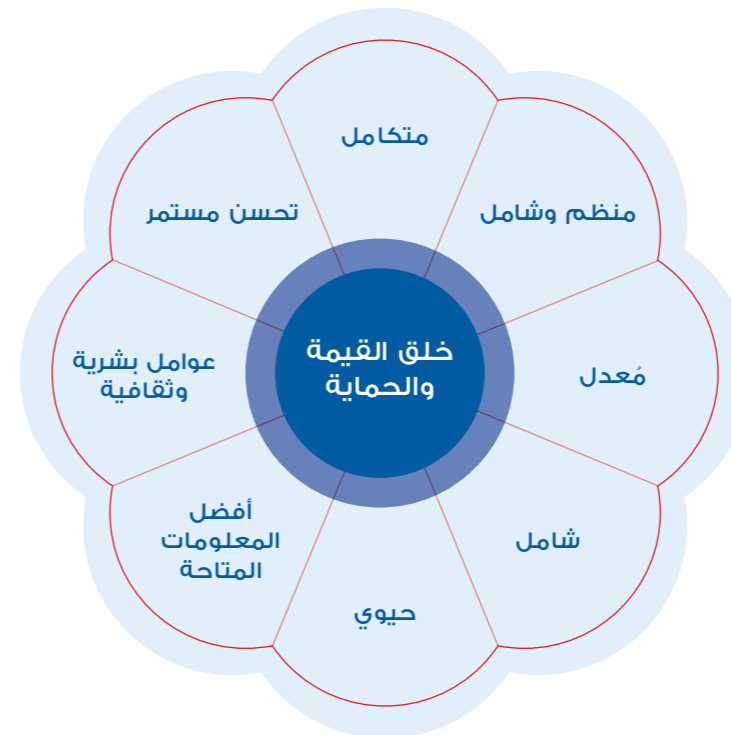 متكامل
منظم وشامل
مُعدل
شامل
حيوي
أفضل
المعلومات
المتاحة
عوامل بشرية
وثقافية
تحسن مستمر
خلق القيمة
والحماية